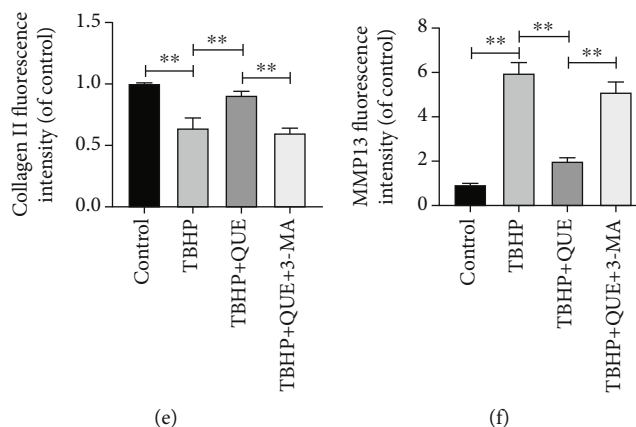 Collagen II fluorescence
intensity (of control)
1.5
1.0
0.5
0.0
**
**
**
Control
TBHP
TBHP+QUE
TBHP+QUE+3-MA
(e)
MMP13 fluorescence
intensity (of control)
8
6
4
2
0
**
**
**
Control
TBHP
TBHP+QUE
TBHP+QUE+3-MA
(f)